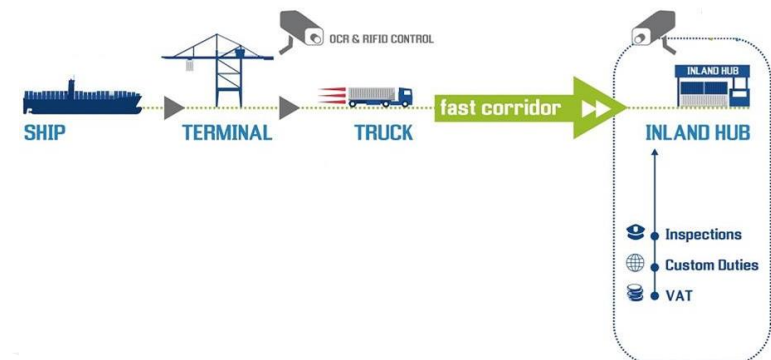 OCR & RIFID CONTROL
INLAND HUB
fast corridor
SHIP
TERMINAL
TRUCK
INLAND HUB
Inspections
Custom Duties
VAT